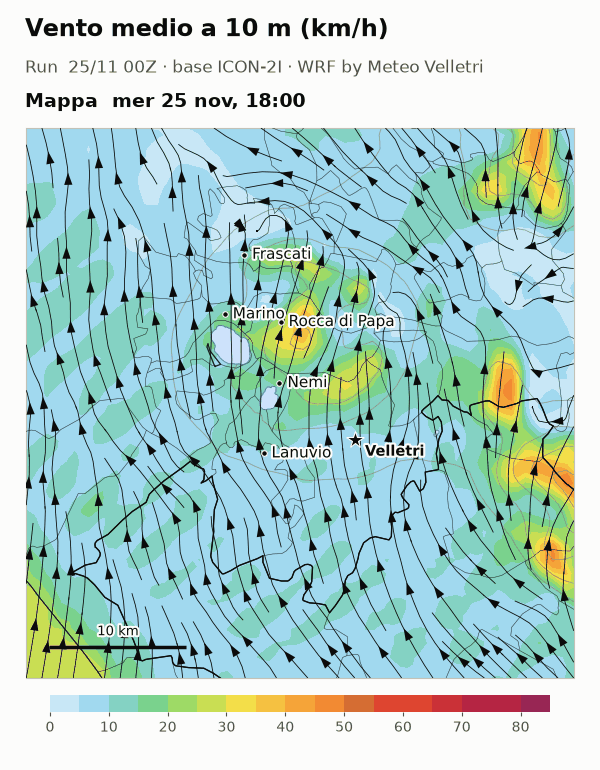 Vento medio a 10 m (km/h)
Run  25/11 00Z · base ICON-2I · WRF by Meteo Velletri
Mappa  mer 25 nov, 18:00
Frascati
Marino
Rocca di Papa
Nemi
Velletri
Lanuvio
10 km
0 10 20 30 40 50 60 70 80